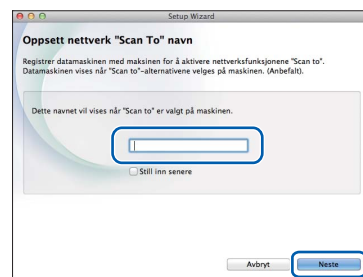 Setup Wizard
Oppsett nettverk "Scan To" navn
Registrer datamaskinen med maskinen for å aktivere nettverksfunksjonene "Scan to".
Datamaskinen vises når "Scan to"-alternativene velges på maskinen. (Anbefalt).
Dette navnet vil vises når "Scan to" er valgt på maskinen.
Still inn senere
Avbryt
Neste